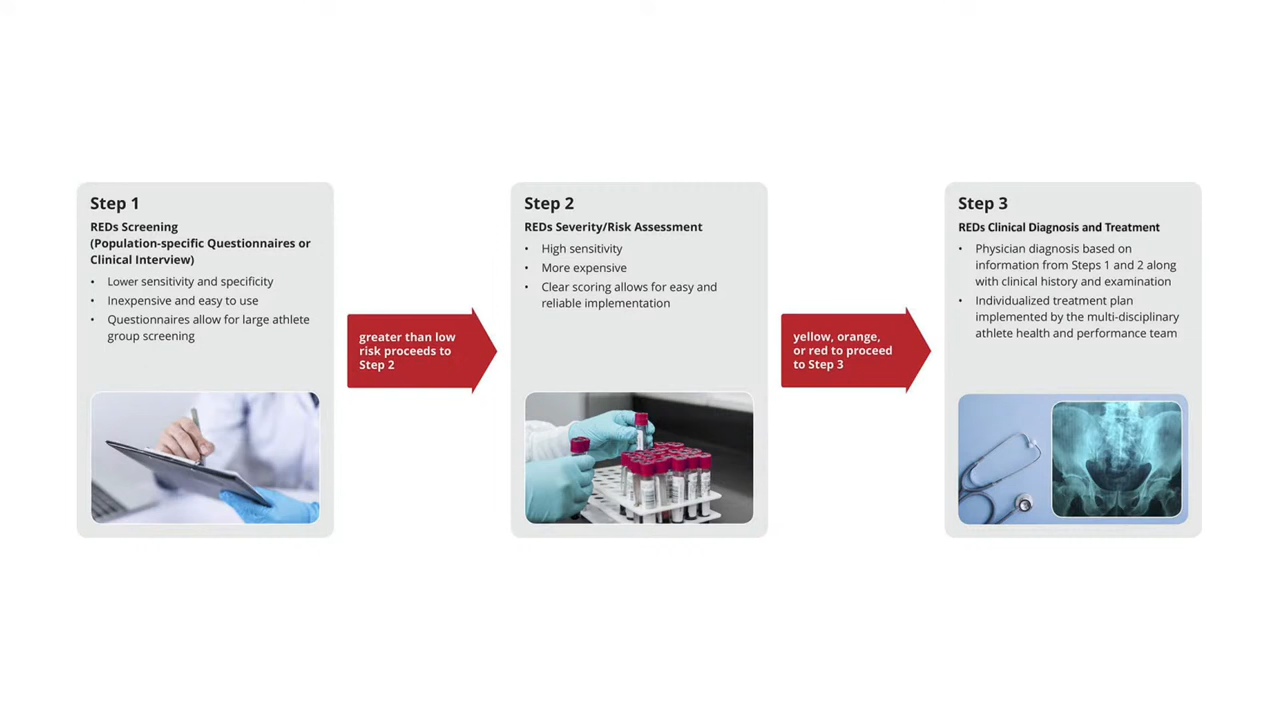 Step 1
REDs Screening
(Population-specific Questionnaires or
Clinical Interview)
• Lower sensitivity and specificity
• Inexpensive and easy to use
• Questionnaires allow for large athlete
group screening
greater than low
risk proceeds to
Step 2
Step 2
REDs Severity/Risk Assessment
• High sensitivity
• More expensive
• Clear scoring allows for easy and
reliable implementation
yellow, orange,
or red to proceed
to Step 3
Step 3
REDs Clinical Diagnosis and Treatment
• Physician diagnosis based on
information from Steps 1 and 2 along
with clinical history and examination
• Individualized treatment plan
implemented by the multi-disciplinary
athlete health and performance team